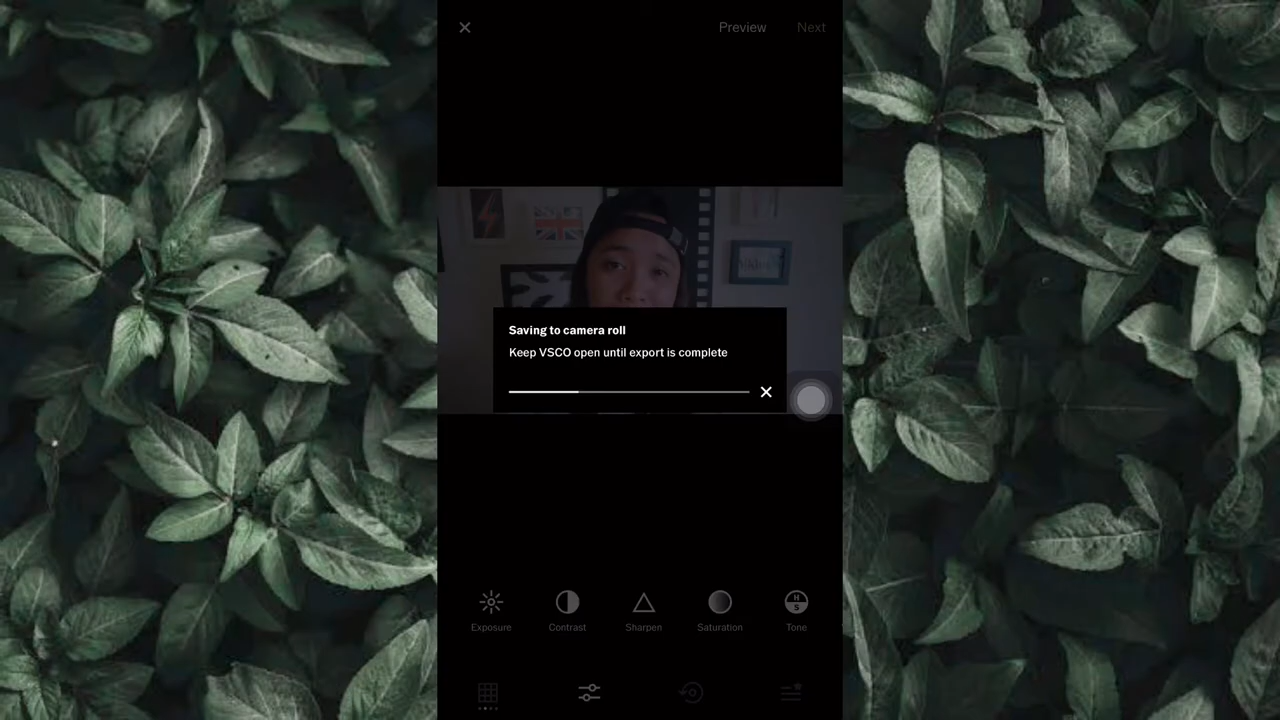 Preview Next
Saving to camera roll
Keep VSCO open until export is complete
Exposure Contrast Sharpen Saturation Tone
H
S